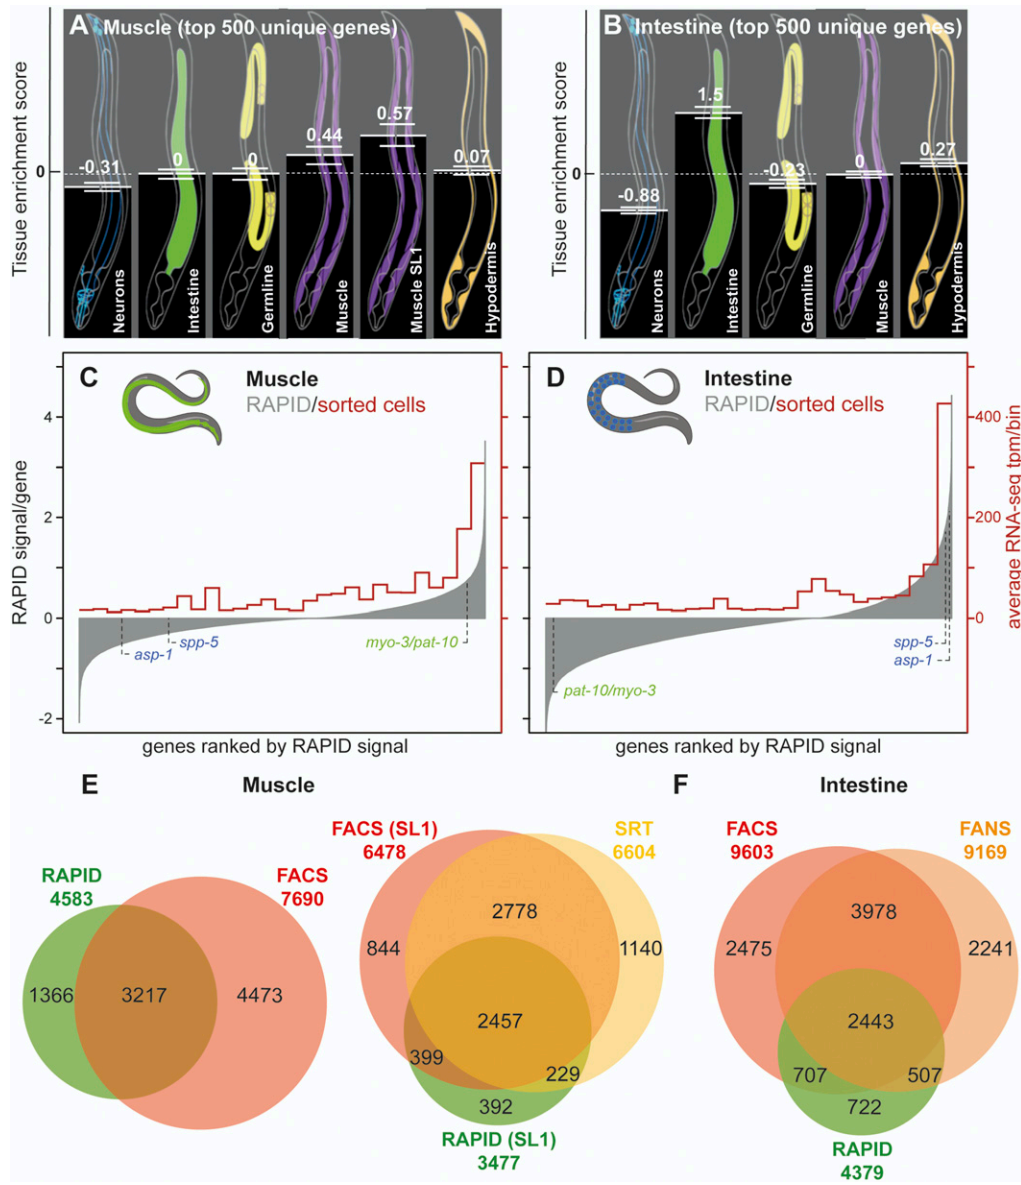 A Muscle (top 500 unique genes)
Tissue enrichment score
0
-0.31
0
0
0.44
0.57
0.07
Neurons
Intestine
Germline
Muscle
Muscle SL1
Hypodermis
B Intestine (top 500 unique genes)
Tissue enrichment score
0
-0.88
1.5
-0.23
0
0.27
Neurons
Intestine
Germline
Muscle
Hypodermis
C
Muscle
RAPID/sorted cells
RAPID signal/gene
4
2
0
-2
asp-1
spp-5
myo-3/pat-10
genes ranked by RAPID signal
D
Intestine
RAPID/sorted cells
400
200
0
average RNA-seq tpm/bin
spp-5
asp-1
pat-10/myo-3
genes ranked by RAPID signal
E
Muscle
RAPID
4583
FACS
7690
1366
3217
4473
FACS (SL1)
6478
SRT
6604
2778
844
1140
2457
399
229
392
RAPID (SL1)
3477
F
Intestine
FACS
9603
FANS
9169
3978
2475
2241
2443
707
507
722
RAPID
4379